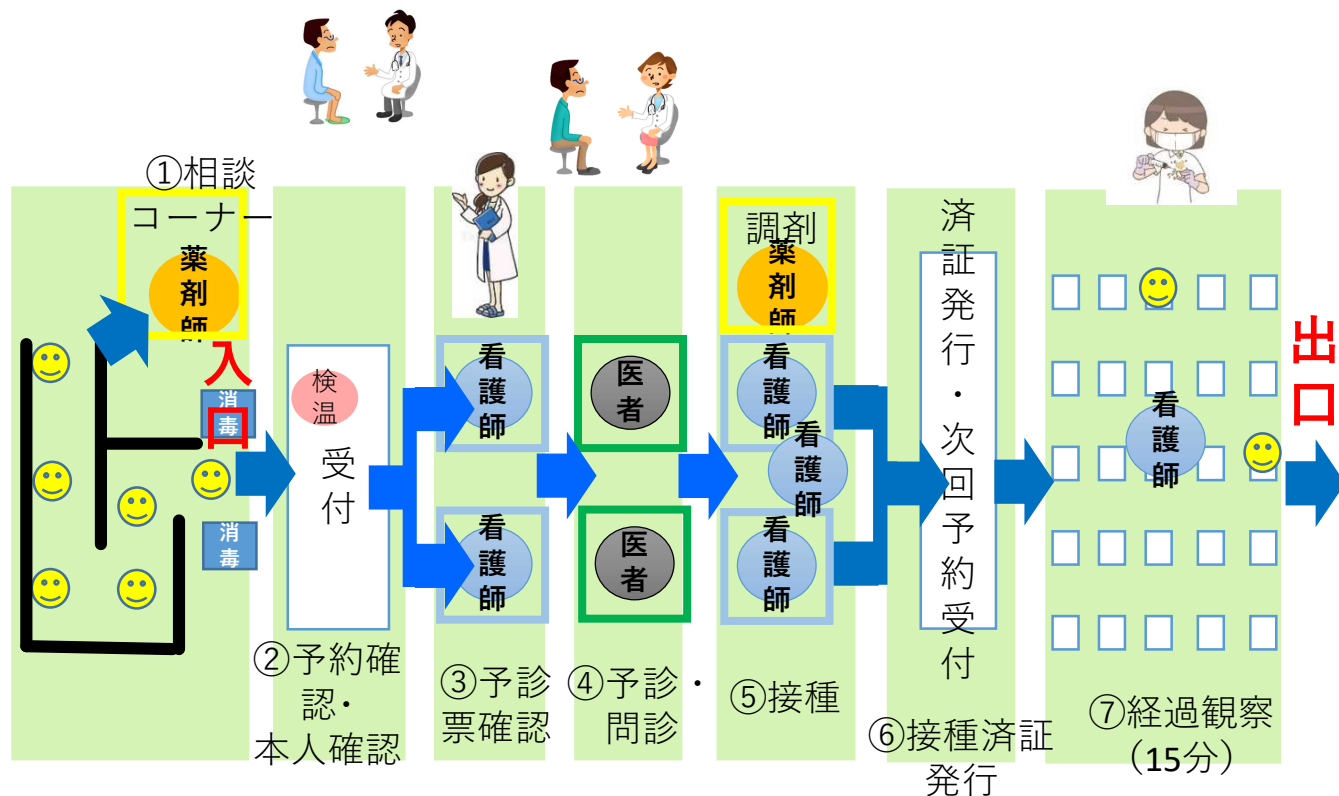 ①相談
コーナー
薬剤師
入口
消毒
消毒
検温
受付
②予約確
認・
本人確認
看護師
看護師
③予診
票確認
医者
医者
④予診・
問診
調剤
薬剤師
看護師
看護師
看護師
⑤接種
済証発行・次回予約受付
⑥接種済証
発行
看護師
⑦経過観察
（15分）
出口